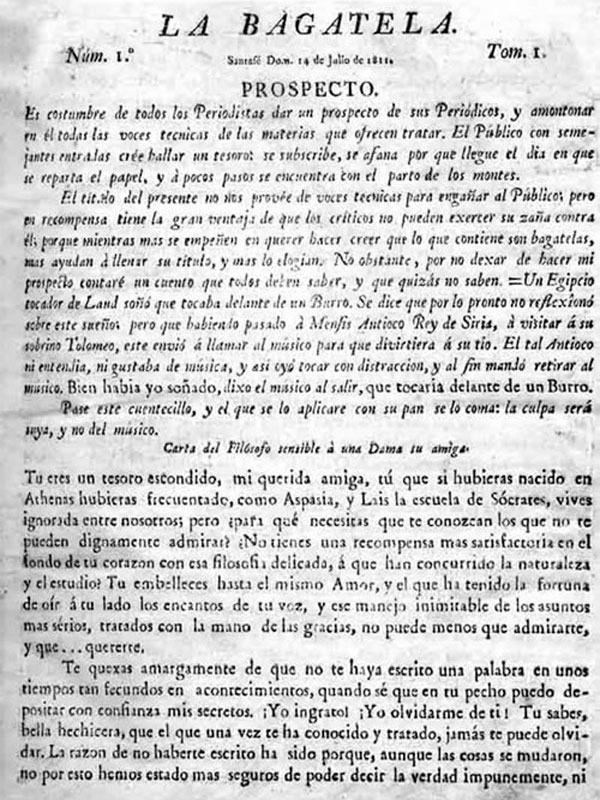 LA BAGATELA.
Núm. 1.º Santafé Dom. 14 de Julio de 1811. Tom. 1.
PROSPECTO.
Es costumbre de todos los Periodistas dar un prospecto de sus Periódicos, y amontonar
en él todas las voces tecnicas de las materias que ofrecen tratar. El Público con seme-
jantes entradas crée hallar un tesoro: se subscribe, se afana por que llegue el dia en que
se reparta el papel, y á pocos pasos se encuentra con el parto de los montes.
El titulo del presente no nos provée de voces tecnicas para engañar al Público; pero
en recompensa tiene la gran ventaja de que los críticos no pueden exercer su zaña contra
él; porque mientras mas se empeñen en querer hacer creer que lo que contiene son bagatelas,
mas ayudan á llenar su titulo, y mas lo elogian. No obstante, por no dexar de hacer mi
prospecto contaré un cuento que todos deben saber, y que quizás no saben. =Un Egipcio
tocador de Laud soñó que tocaba delante de un Burro. Se dice que por lo pronto no reflexionó
sobre este sueño: pero que habiendo pasado à Menfis Antioco Rey de Siria, à visitar á su
sobrino Tolomeo, este envió á llamar al músico para que divirtiera á su tio. El tal Antioco
ni entendia, ni gustaba de música, y asi oyó tocar con distraccion, y al fin mandó retirar al
músico. Bien habia yo soñado, dixo el músico al salir, que tocaría delante de un Burro.
Pase este cuentecillo, y el que se lo aplicare con su pan se lo coma: la culpa será
suya, y no del músico.
Carta del Filósofo sensible à una Dama su amiga.
Tu eres un tesoro escondido, mi querida amiga, tú que si hubieras nacido en
Athenas hubieras frecuentado, como Aspasia, y Lais la escuela de Sócrates, vives
ignorada entre nosotros; pero ¿para qué necesitas que te conozcan los que no te
pueden dignamente admirar? ¿No tienes una recompensa mas satisfactoria en el
fondo de tu corazon con esa filosofia delicada, á que han concurrido la naturaleza
y el estudio? Tu embelleces hasta el mismo Amor, y el que ha tenido la fortuna
de oir á tu lado los encantos de tu voz, y ese manejo inimitable de los asuntos
mas sérios, tratados con la mano de las gracias, no puede menos que admirarte,
y que... quererte.
Te quexas amargamente de que no te haya escrito una palabra en unos
tiempos tan fecundos en acontecimientos, quando sé que en tu pecho puedo de-
positar con confianza mis secretos. ¡Yo ingrato! ¡Yo olvidarme de ti! Tu sabes,
bella hechicera, que el que una vez te ha conocido y tratado, jamás te puede olvi-
dar. La razon de no haberte escrito ha sido porque, aunque las cosas se mudaron,
no por esto hemos estado mas seguros de poder decir la verdad impunemente, ni